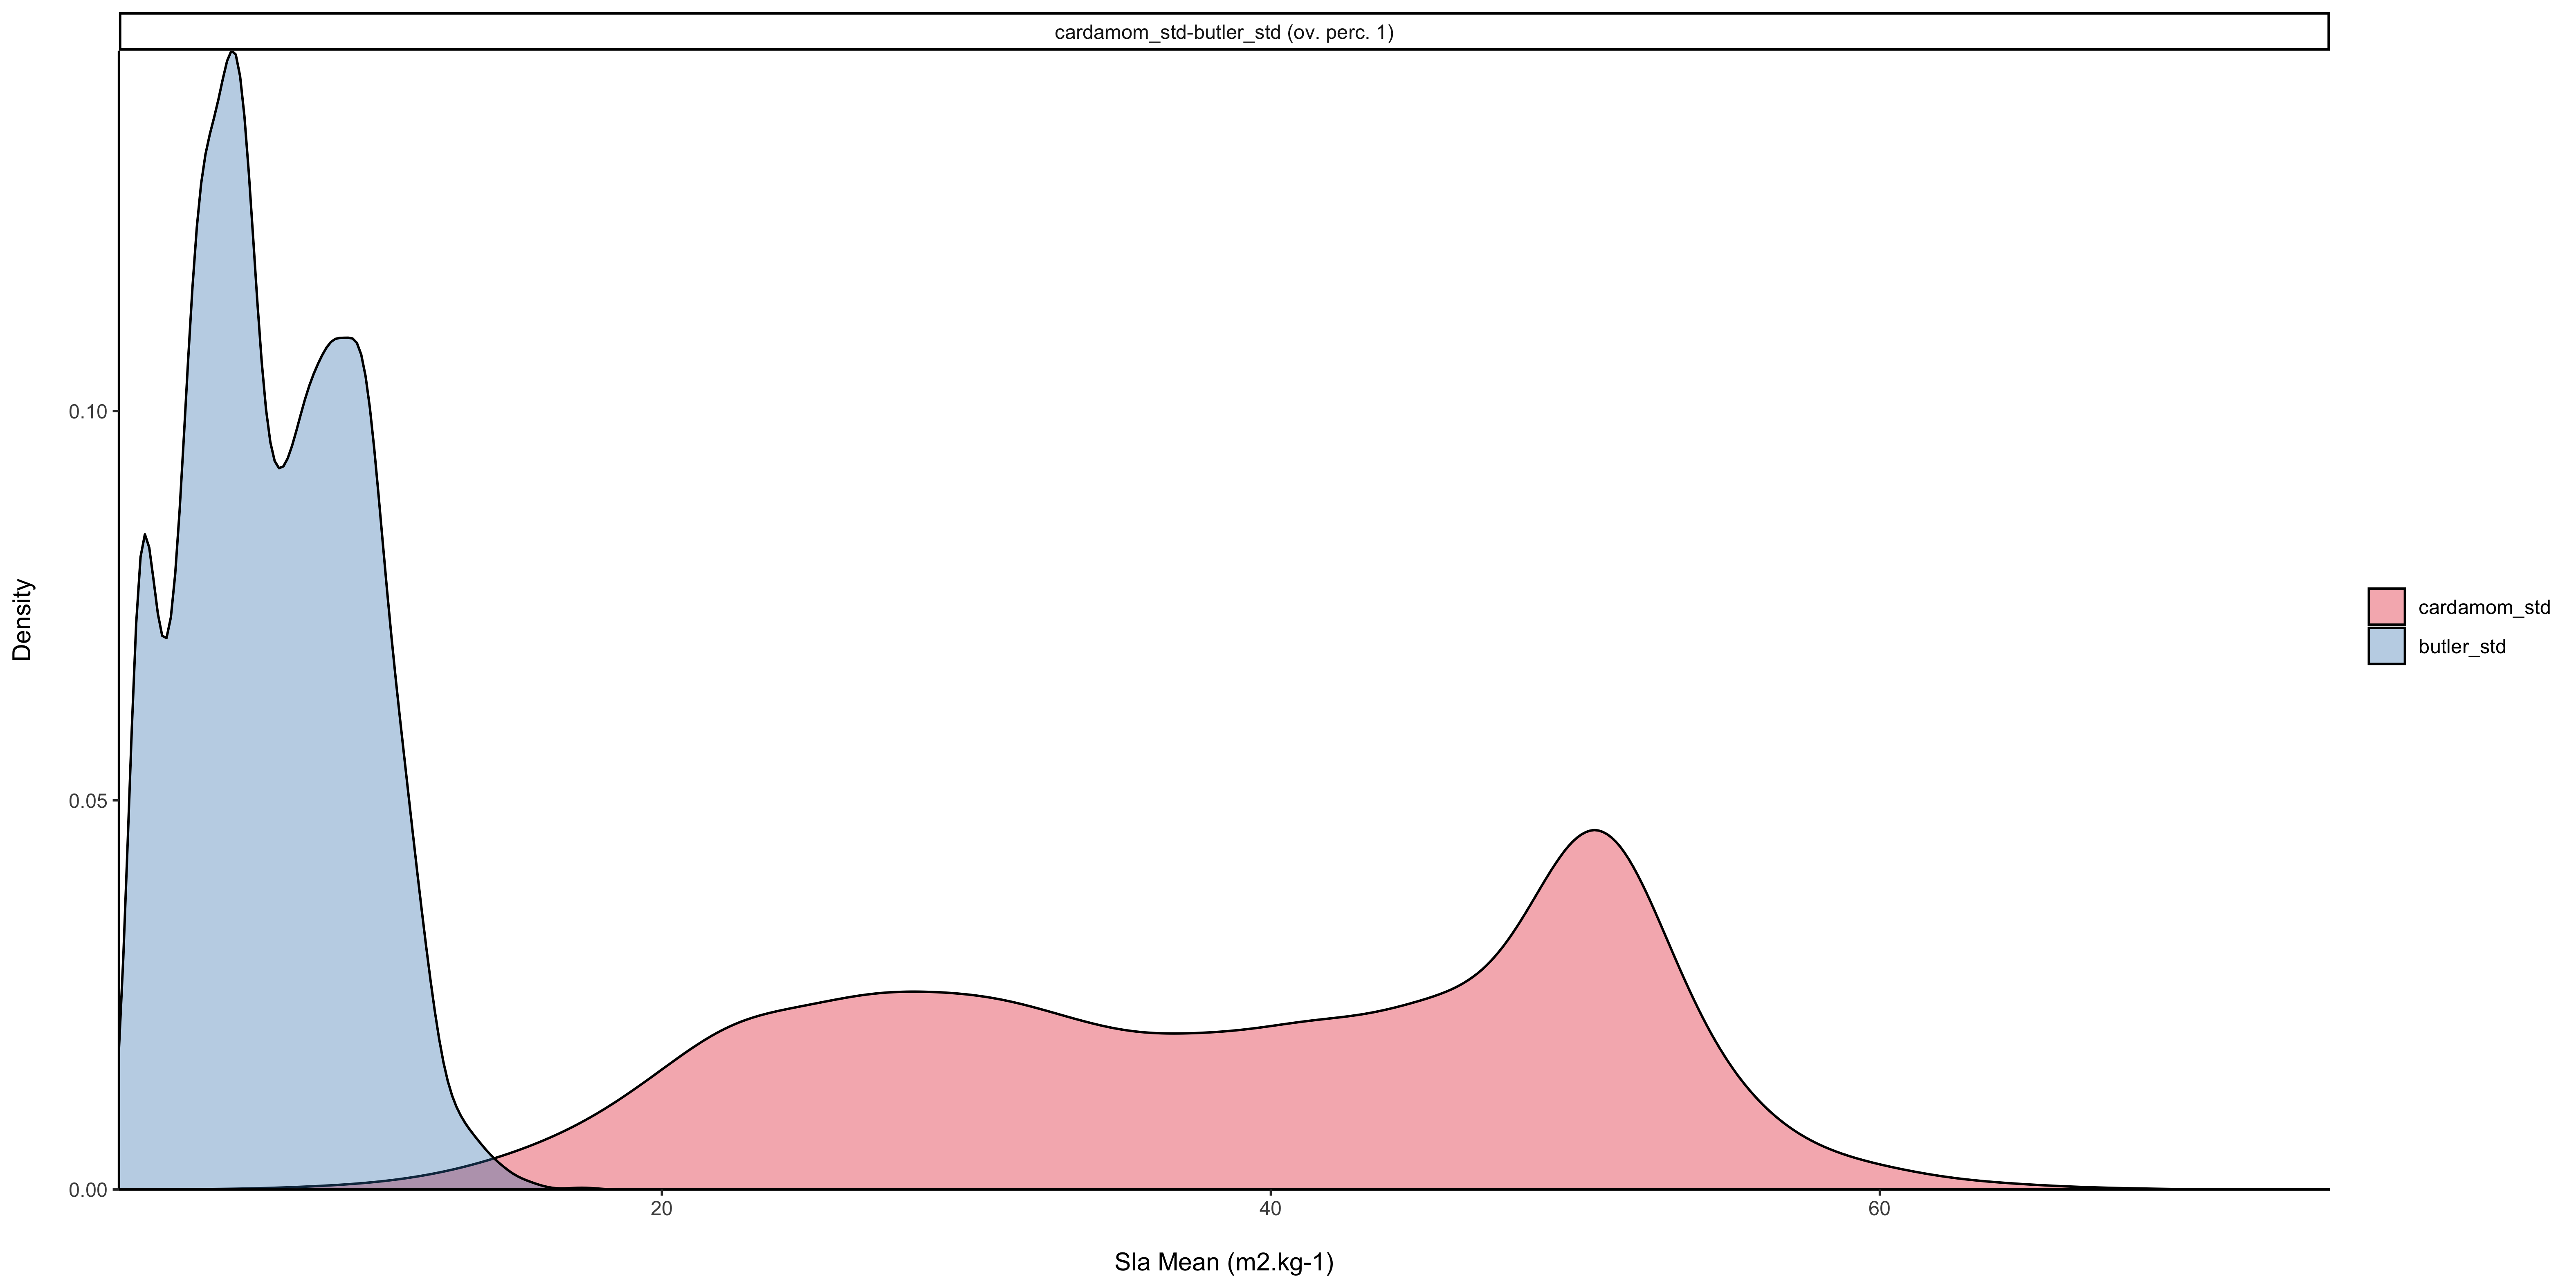 cardamom_std-butler_std (ov. perc. 1)
Density
0.10
0.05
0.00
20
40
60
Sla Mean (m2.kg-1)
cardamom_std
butler_std